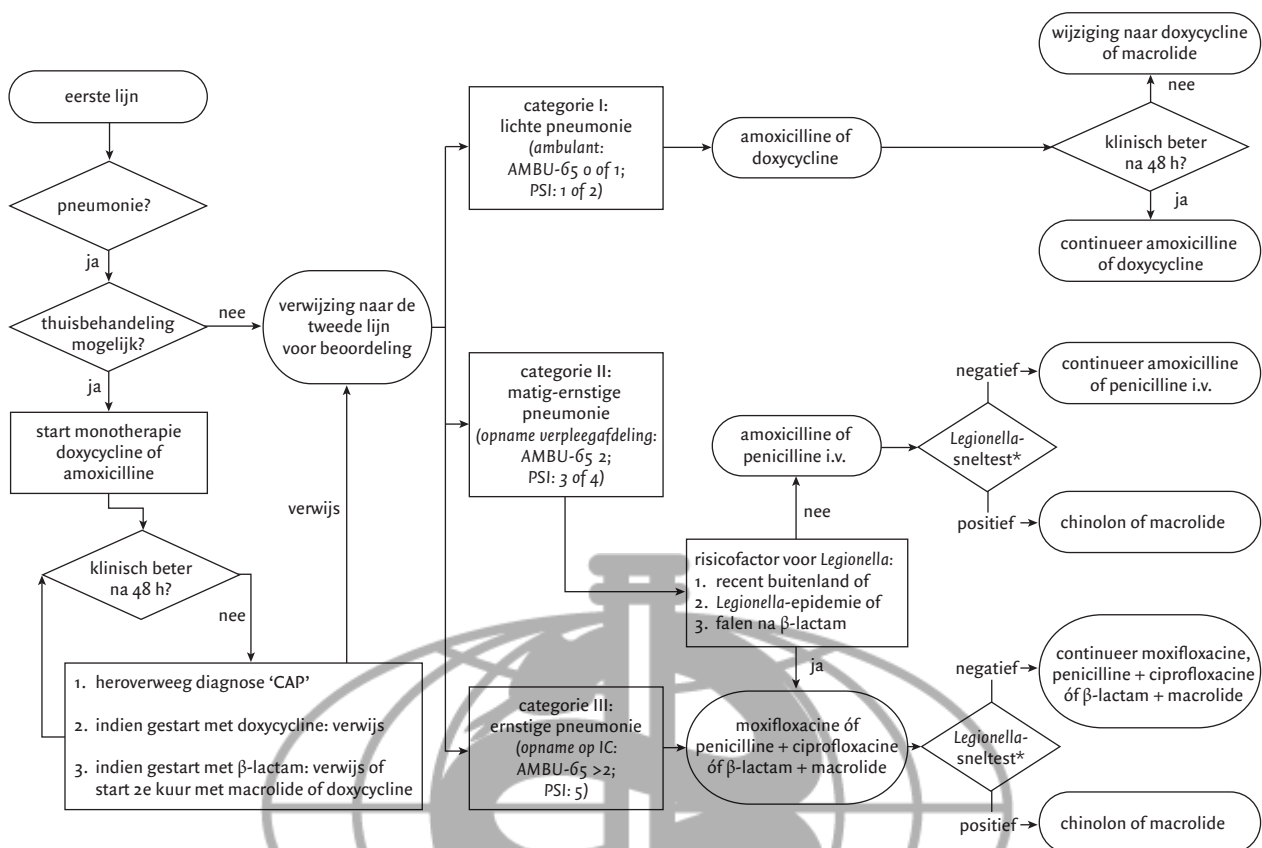 eerste lijn
pneumonie?
ja
thuisbehandeling
mogelijk?
nee
ja
start monotherapie
doxycycline of
amoxicilline
klinisch beter
na 48 h?
nee
1. heroverweeg diagnose ‘CAP’
2. indien gestart met doxycycline: verwijs
3. indien gestart met β-lactam: verwijs of
start 2e kuur met macrolide of doxycycline
verwijs
verwijzing naar de
tweede lijn
voor beoordeling
categorie I:
lichte pneumonie
(ambulant:
AMBU-65 0 of 1;
PSI: 1 of 2)
amoxicilline of
doxycycline
klinisch beter
na 48 h?
nee
wijziging naar doxycycline
of macrolide
ja
continueer amoxicilline
of doxycycline
categorie II:
matig-ernstige
pneumonie
(opname verpleegafdeling:
AMBU-65 2;
PSI: 3 of 4)
risicofactor voor Legionella:
1. recent buitenland of
2. Legionella-epidemie of
3. falen na β-lactam
nee
amoxicilline of
penicilline i.v.
Legionella-
sneltest*
negatief
continueer amoxicilline
of penicilline i.v.
positief
chinolon of macrolide
ja
categorie III:
ernstige pneumonie
(opname op IC:
AMBU-65 >2;
PSI: 5)
moxifloxacine óf
penicilline + ciprofloxacine
óf β-lactam + macrolide
Legionella-
sneltest*
negatief
continueer moxifloxacine,
penicilline + ciprofloxacine
óf β-lactam + macrolide
positief
chinolon of macrolide